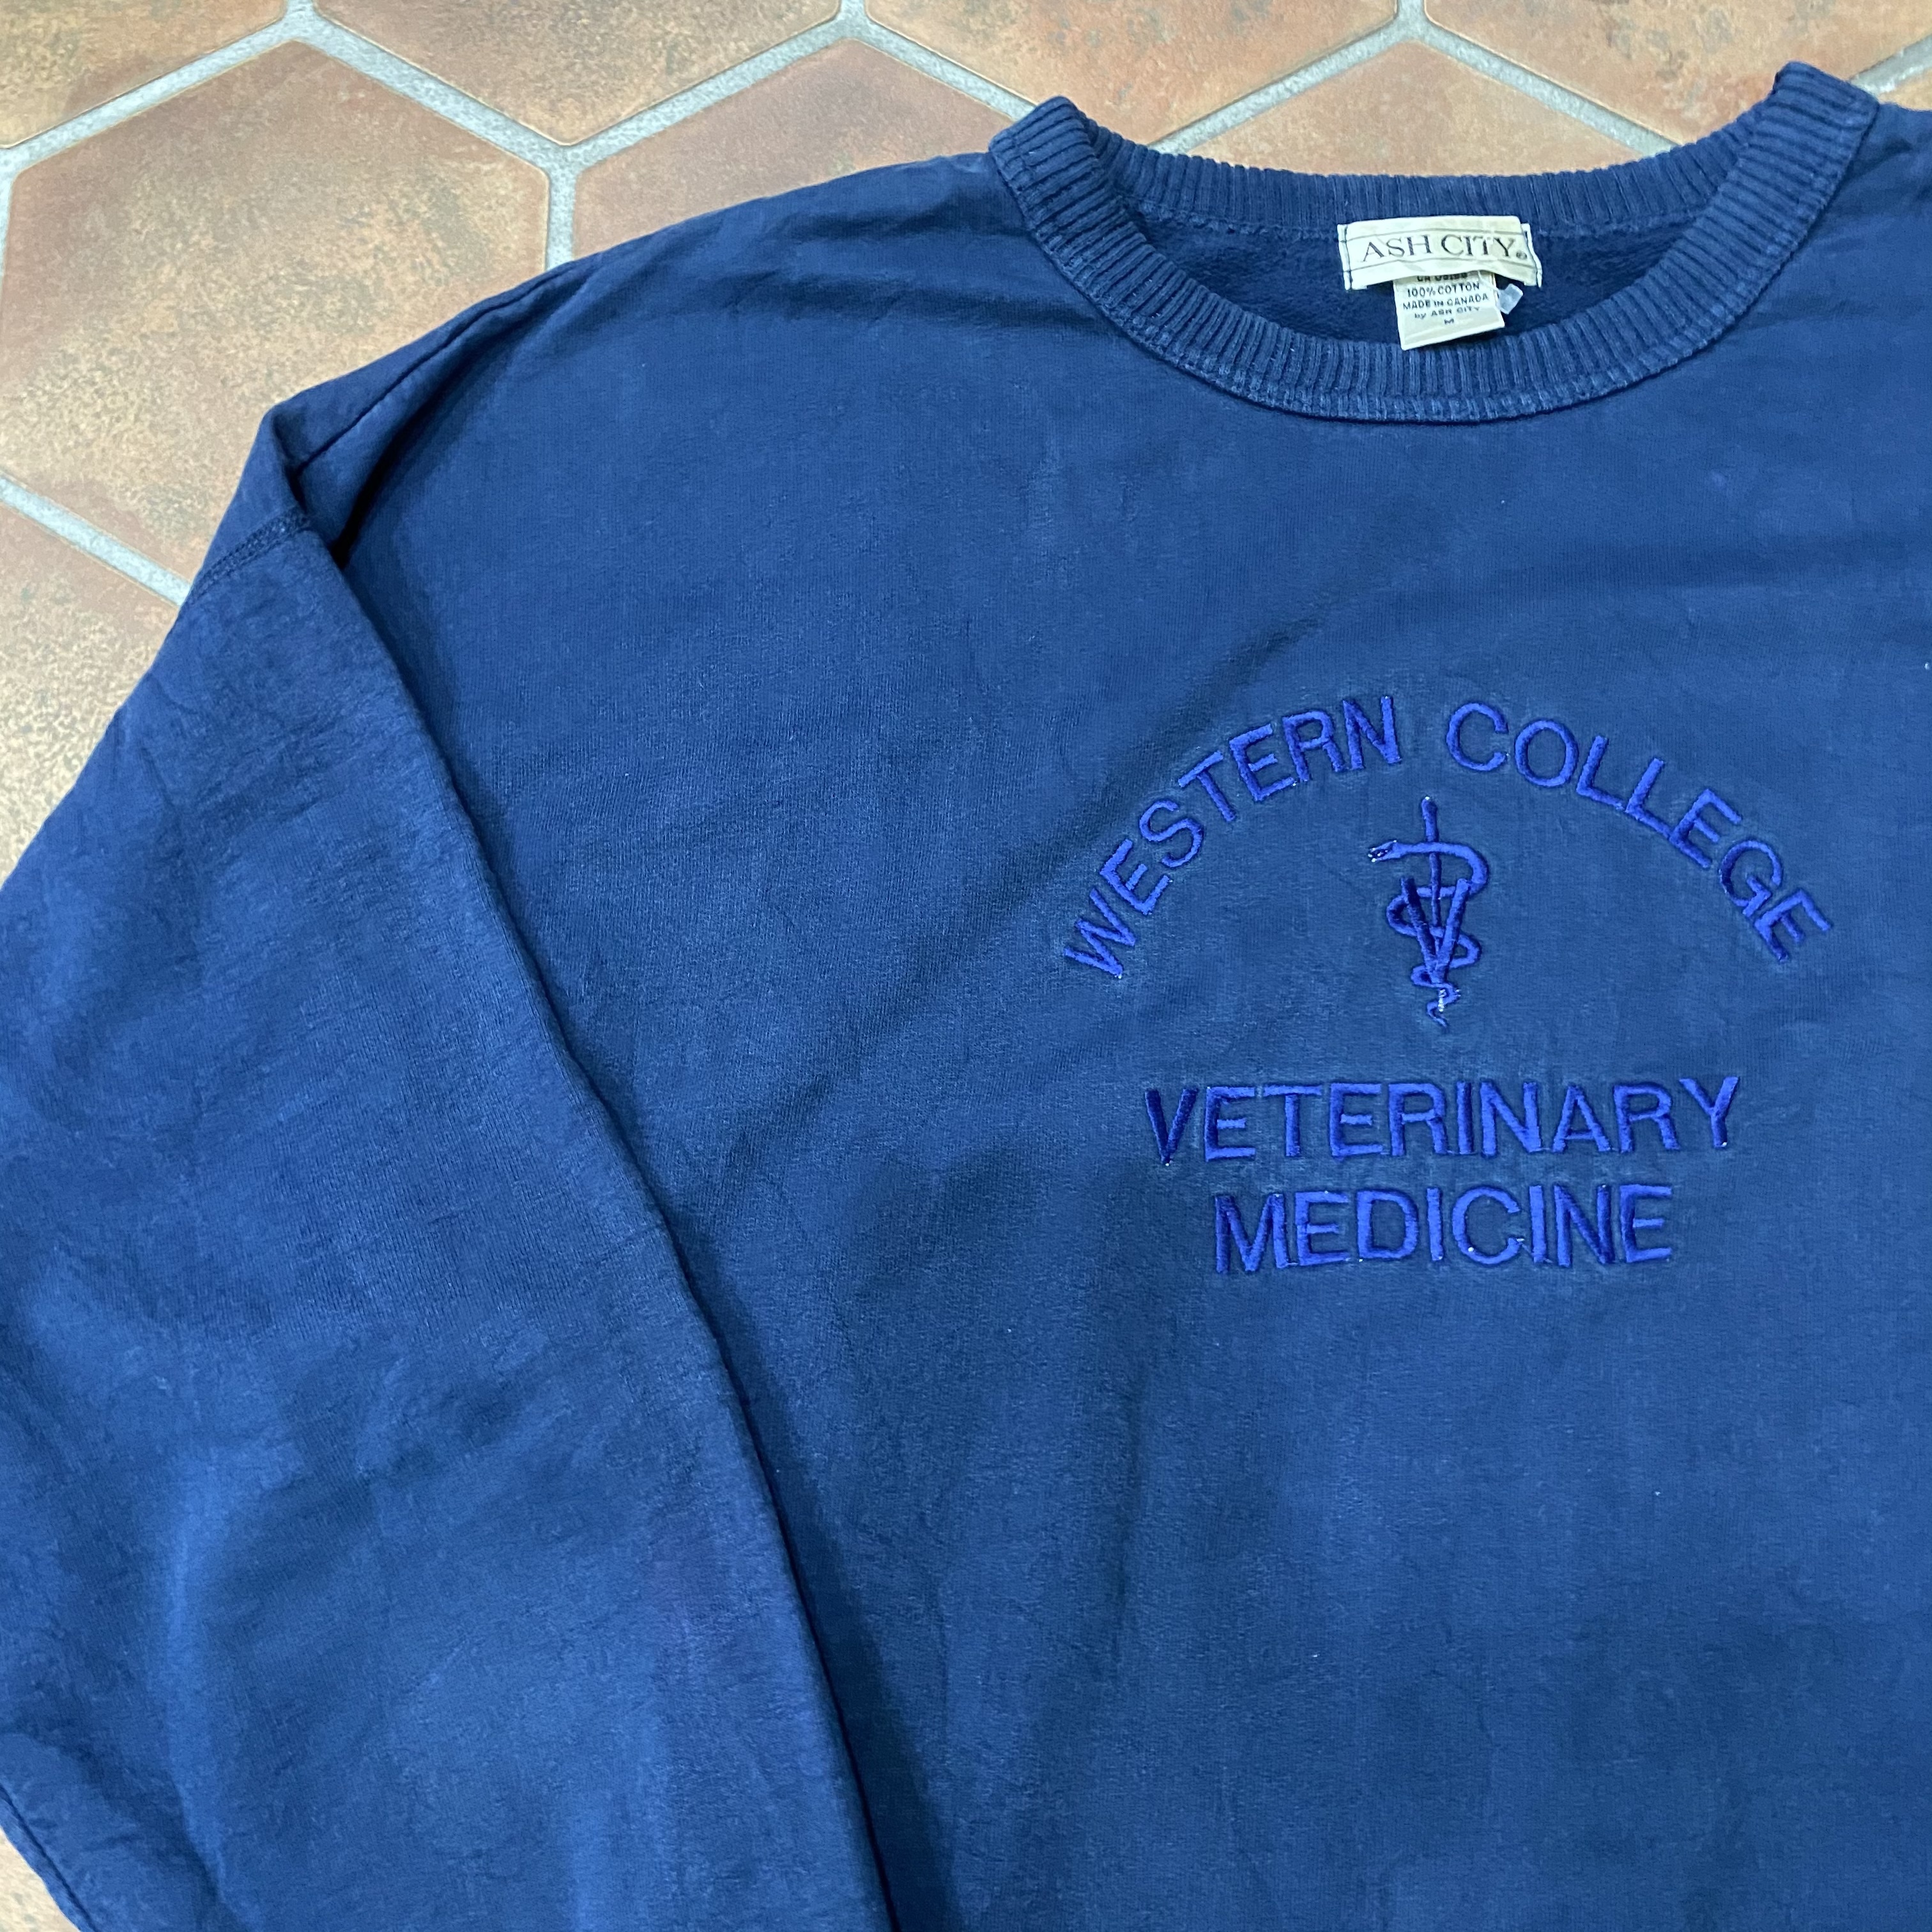 ASH CITY
100% COTTON
MADE IN CANADA
by ASH CITY
M
WESTERN COLLEGE
V
VETERINARY
MEDICINE